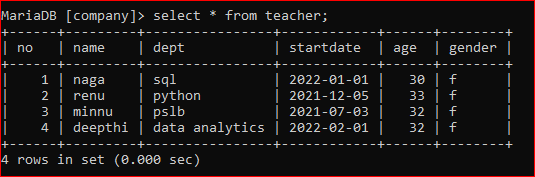 MariaDB [company]> select * from teacher;
+------+---------+----------------+------------+------+--------+
| no   | name    | dept           | startdate  | age  | gender |
+------+---------+----------------+------------+------+--------+
|    1 | naga    | sql            | 2022-01-01 |   30 | f      |
|    2 | renu    | python         | 2021-12-05 |   33 | f      |
|    3 | minnu   | pslb           | 2021-07-03 |   32 | f      |
|    4 | deepthi | data analytics | 2022-02-01 |   32 | f      |
+------+---------+----------------+------------+------+--------+
4 rows in set (0.000 sec)